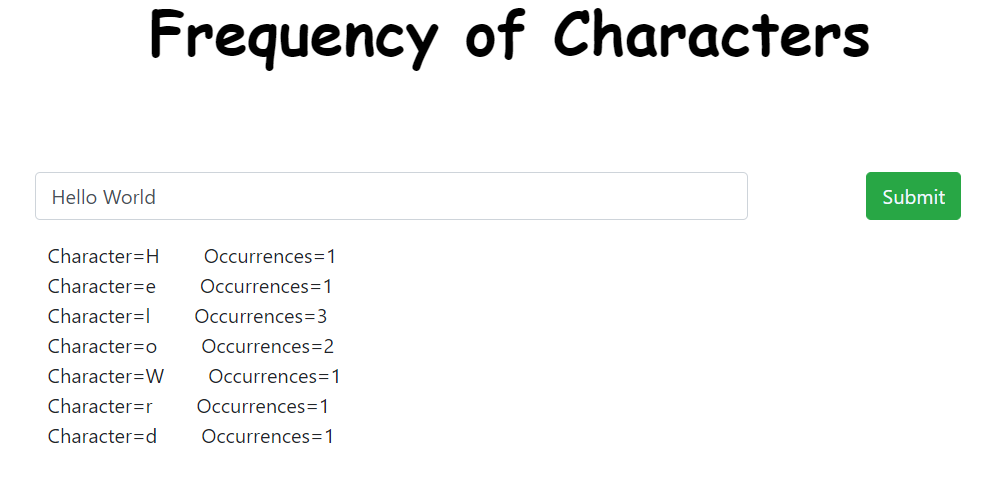 Frequency of Characters
Hello World
Submit
Character=H Occurrences=1
Character=e Occurrences=1
Character=l Occurrences=3
Character=o Occurrences=2
Character=W Occurrences=1
Character=r Occurrences=1
Character=d Occurrences=1